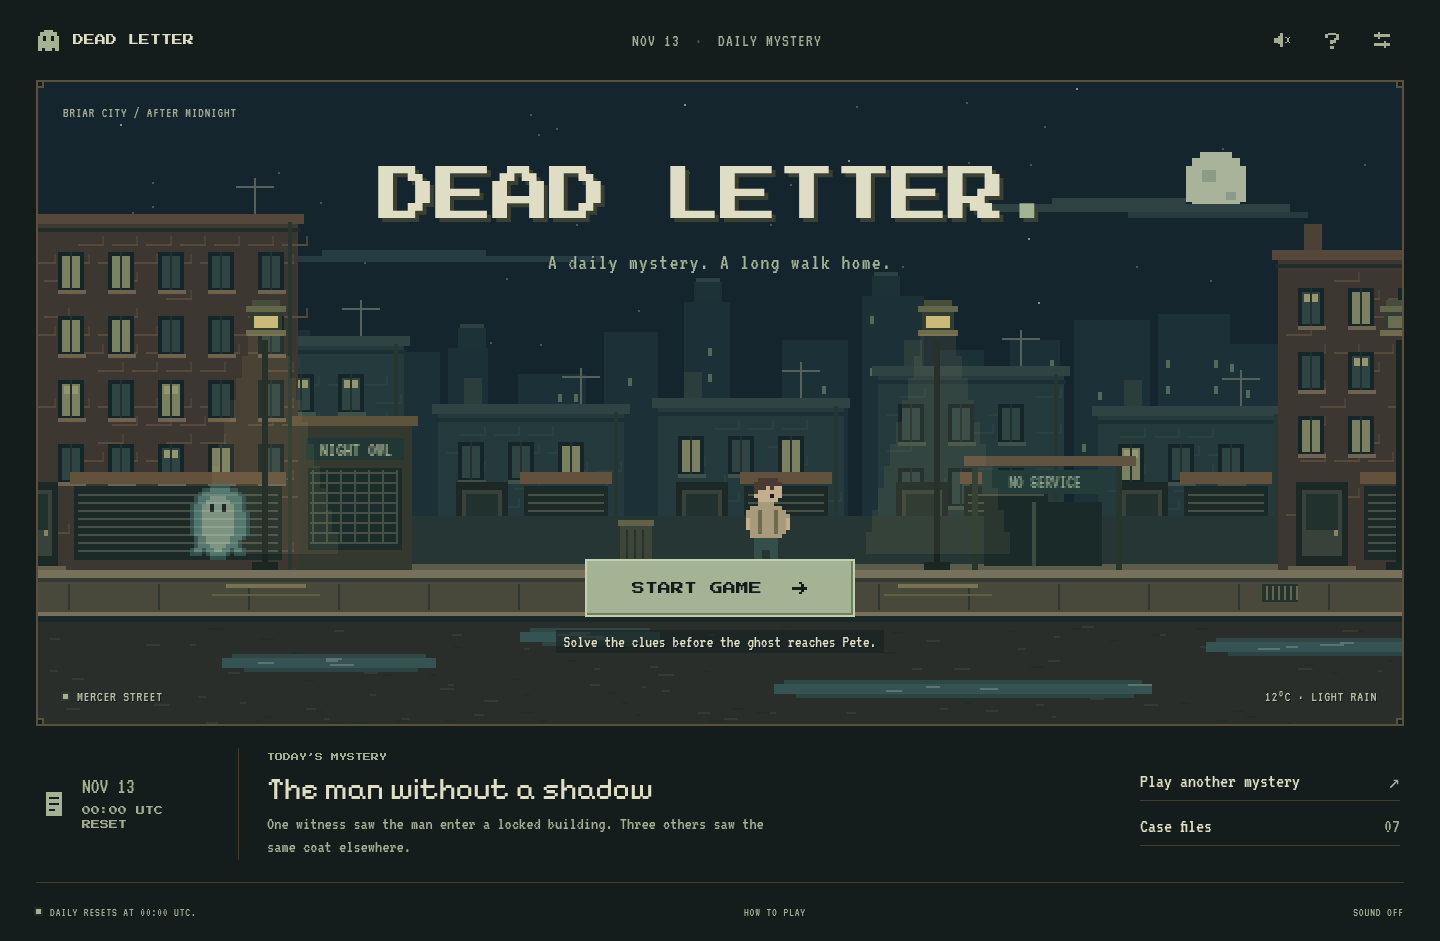 DEAD LETTER
NOV 13 · DAILY MYSTERY
BRIAR CITY / AFTER MIDNIGHT
DEAD LETTER.
A daily mystery. A long walk home.
NIGHT OWL
NO SERVICE
START GAME →
Solve the clues before the ghost reaches Pete.
MERCER STREET
12°C · LIGHT RAIN
NOV 13
00:00 UTC
RESET
TODAY'S MYSTERY
The man without a shadow
One witness saw the man enter a locked building. Three others saw the
same coat elsewhere.
Play another mystery ↗
Case files 07
DAILY RESETS AT 00:00 UTC.
HOW TO PLAY
SOUND OFF